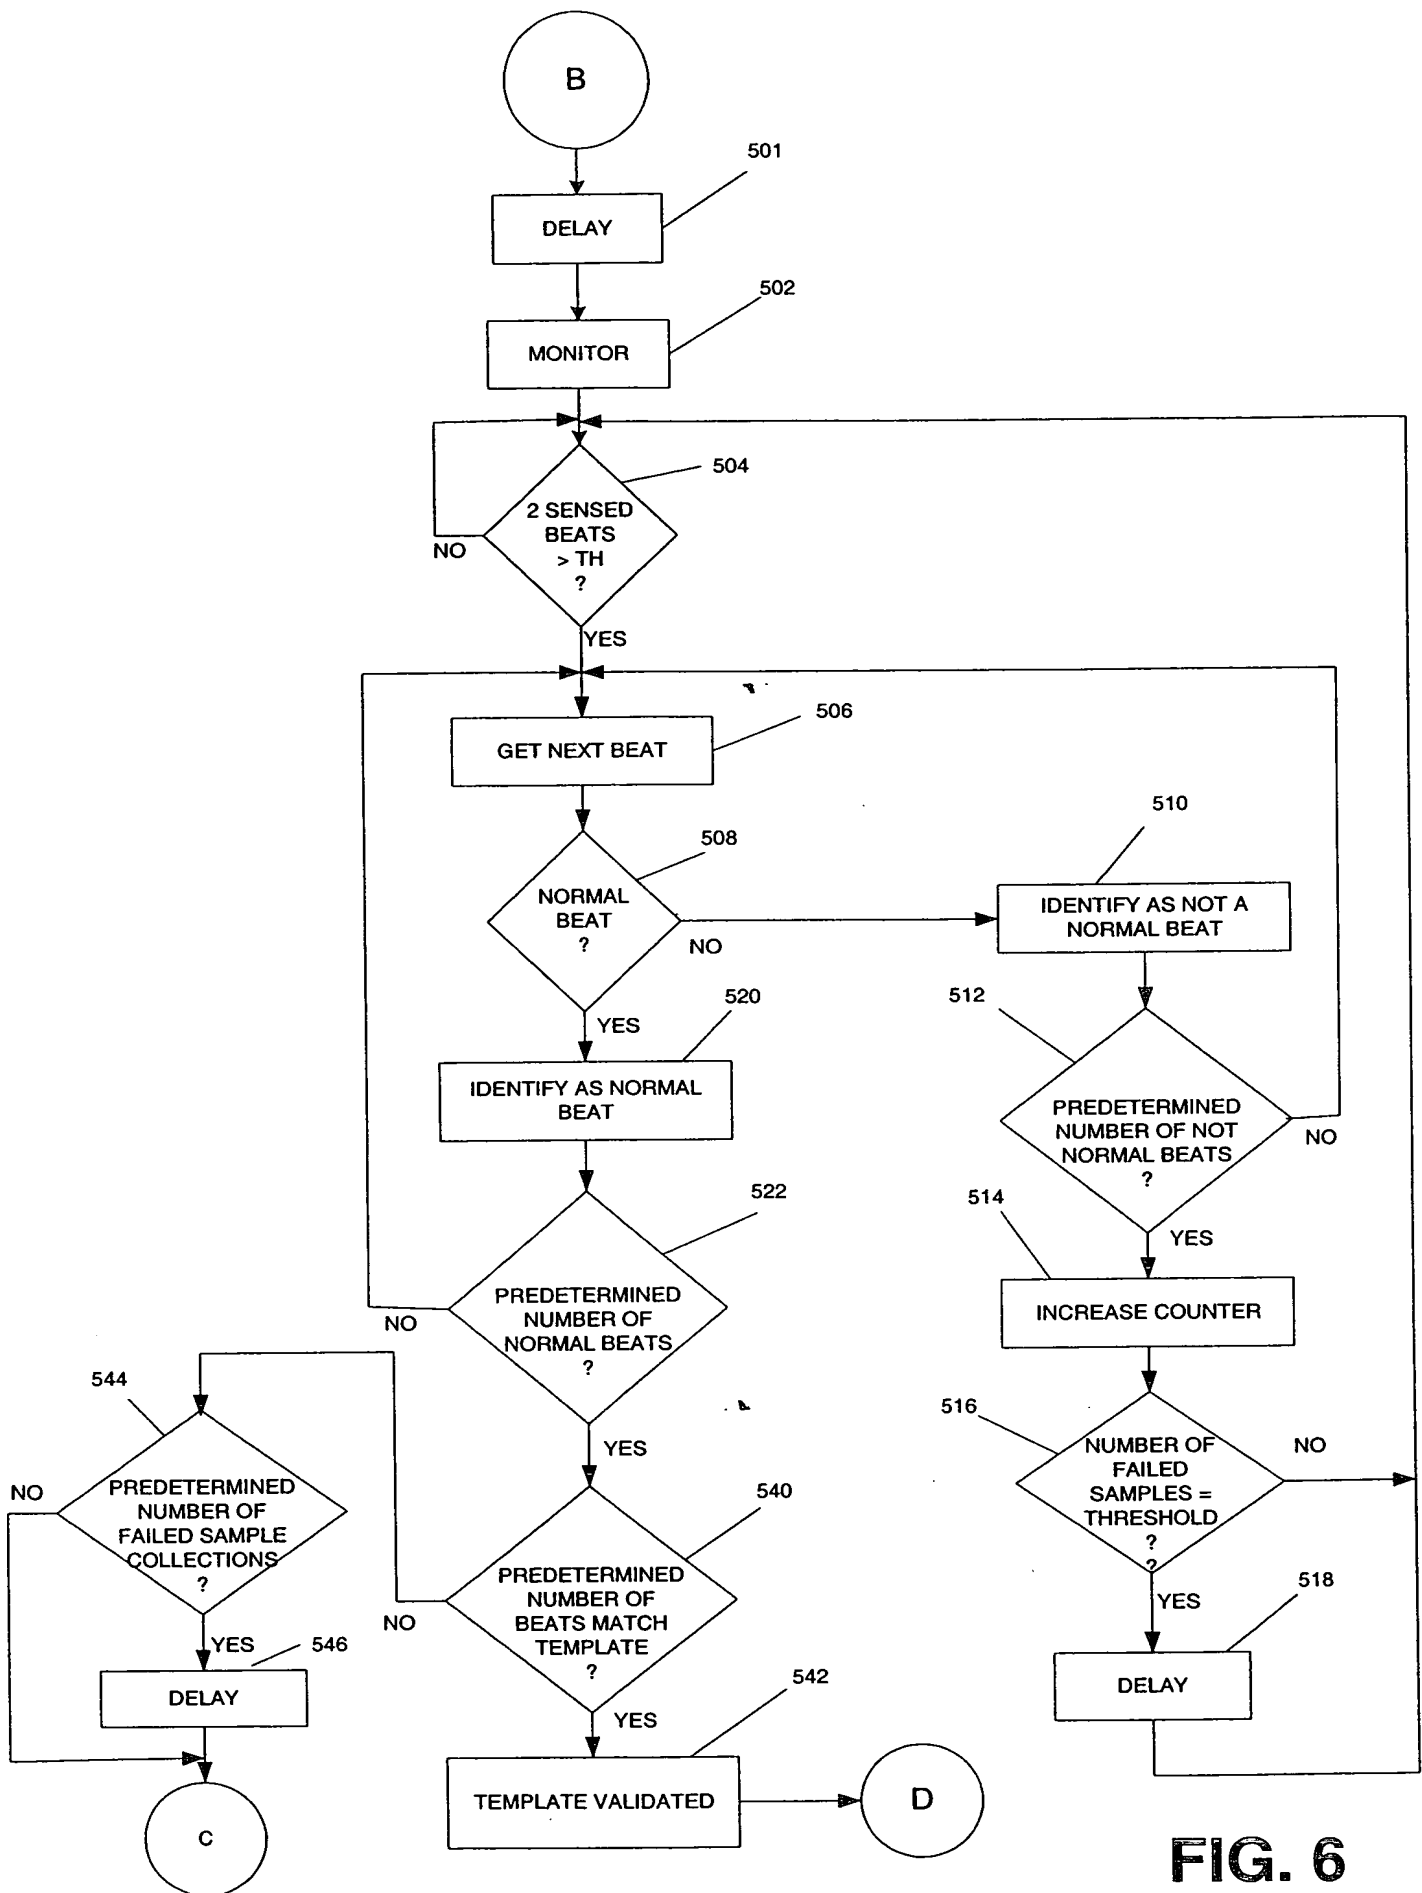 B
501
DELAY
502
MONITOR
504
2 SENSED
BEATS
> TH
?
NO
YES
506
GET NEXT BEAT
508
NORMAL
BEAT
?
NO
510
IDENTIFY AS NOT A
NORMAL BEAT
YES
520
IDENTIFY AS NORMAL
BEAT
512
PREDETERMINED
NUMBER OF NOT
NORMAL BEATS
?
NO
YES
522
PREDETERMINED
NUMBER OF
NORMAL BEATS
?
NO
YES
514
INCREASE COUNTER
516
NUMBER OF
FAILED
SAMPLES =
THRESHOLD
?
?
NO
YES
518
DELAY
544
PREDETERMINED
NUMBER OF
FAILED SAMPLE
COLLECTIONS
?
NO
YES
546
DELAY
C
540
PREDETERMINED
NUMBER OF
BEATS MATCH
TEMPLATE
?
NO
YES
542
TEMPLATE VALIDATED
D
FIG. 6